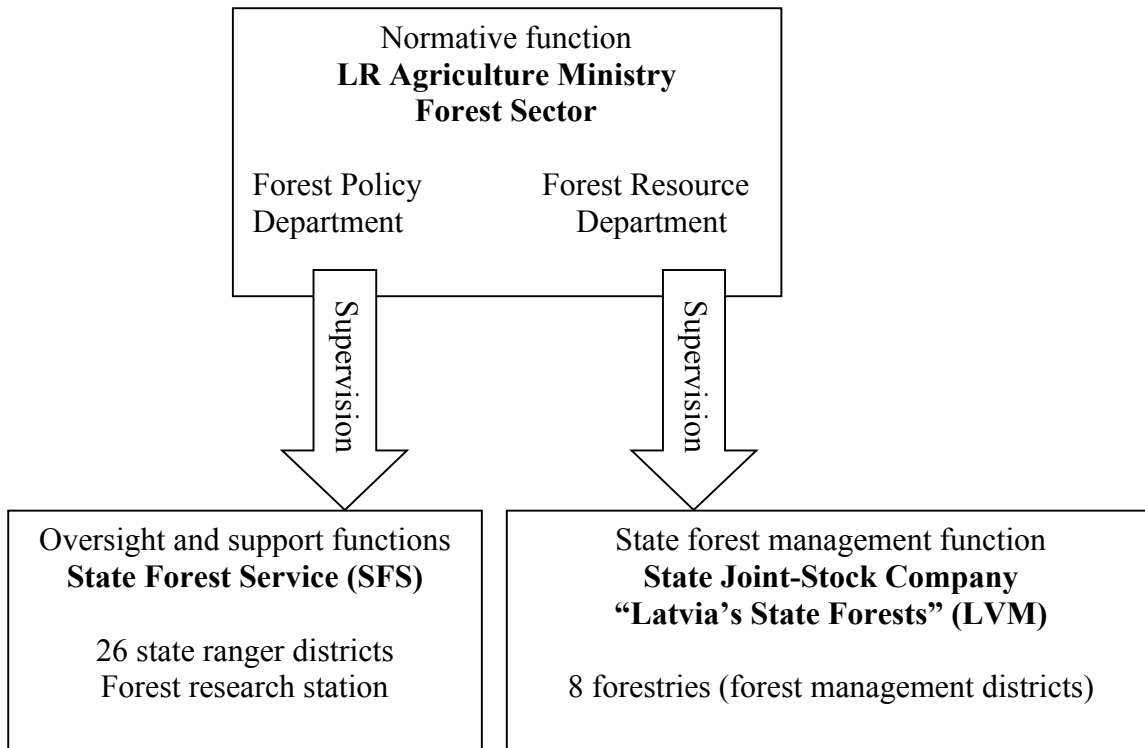 Normative function
LR Agriculture Ministry
Forest Sector
Forest Policy
Department
Forest Resource
Department
Supervision
Supervision
Oversight and support functions
State Forest Service (SFS)
26 state ranger districts
Forest research station
State forest management function
State Joint-Stock Company
“Latvia’s State Forests” (LVM)
8 forestries (forest management districts)